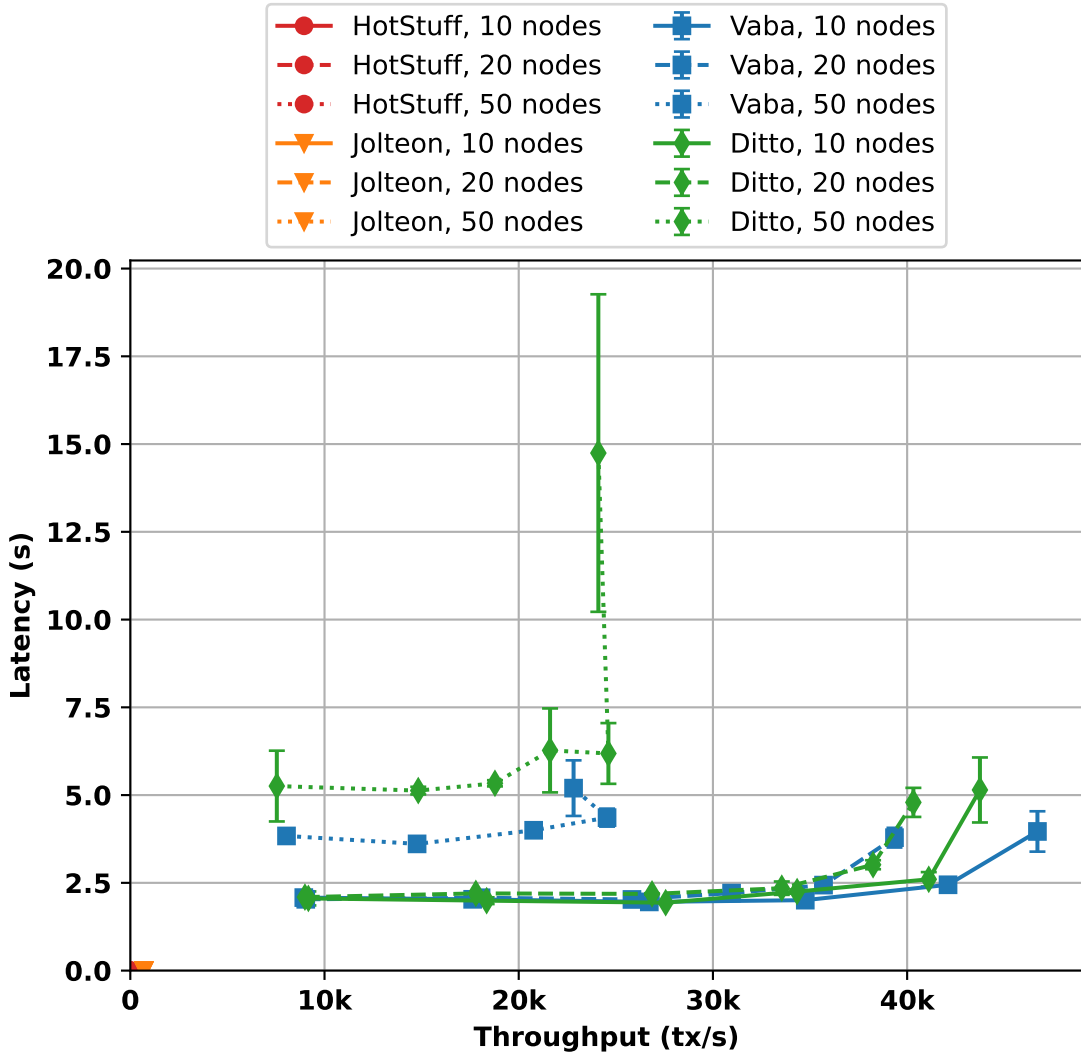 HotStuff, 10 nodes
HotStuff, 20 nodes
HotStuff, 50 nodes
Jolteon, 10 nodes
Jolteon, 20 nodes
Jolteon, 50 nodes
Vaba, 10 nodes
Vaba, 20 nodes
Vaba, 50 nodes
Ditto, 10 nodes
Ditto, 20 nodes
Ditto, 50 nodes
20.0
17.5
15.0
12.5
10.0
7.5
5.0
2.5
0.0
Latency (s)
0 10k 20k 30k 40k
Throughput (tx/s)